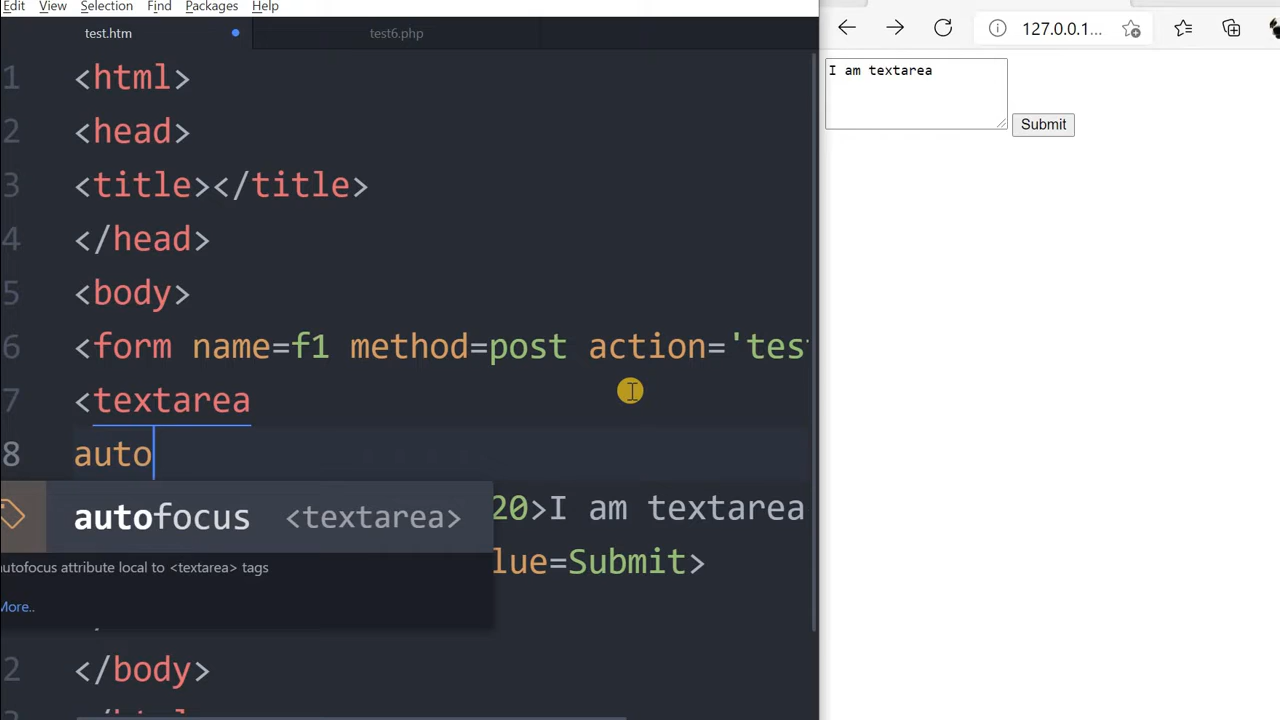 Edit View Selection Find Packages Help
test.htm test6.php
127.0.0.1...
1 <html>
2 <head>
3 <title></title>
4 </head>
5 <body>
6 <form name=f1 method=post action='tes
7 <textarea
8 auto
autofocus <textarea>
20>I am textarea
autofocus attribute local to <textarea> tags
lue=Submit>
More..
2 </body>
I am textarea
Submit